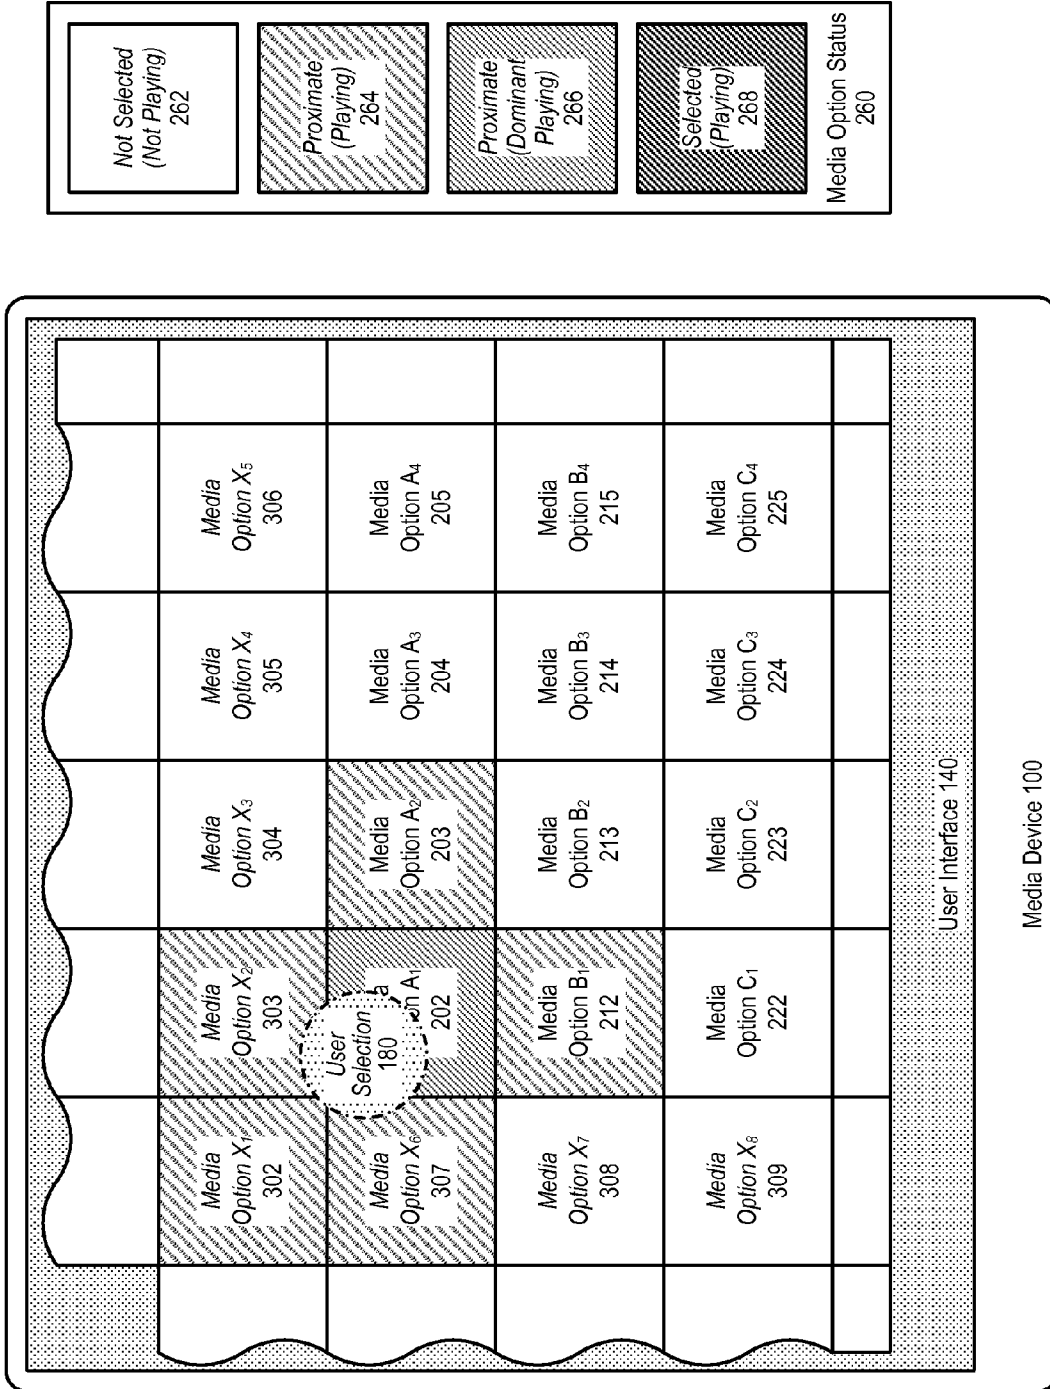 Media
Option X₁
302
Media
Option X₂
303
Media
Option X₃
304
Media
Option X₄
305
Media
Option X₅
306
Media
Option X₆
307
User
Selection
180
A₁
202
Media
Option A₂
203
Media
Option A₃
204
Media
Option A₄
205
Media
Option X₇
308
Media
Option B₁
212
Media
Option B₂
213
Media
Option B₃
214
Media
Option B₄
215
Media
Option X₈
309
Media
Option C₁
222
Media
Option C₂
223
Media
Option C₃
224
Media
Option C₄
225
User Interface 140
Media Device 100
Not Selected
(Not Playing)
262
Proximate
(Playing)
264
Proximate
(Dominant
Playing)
266
Selected
(Playing)
268
Media Option Status
260